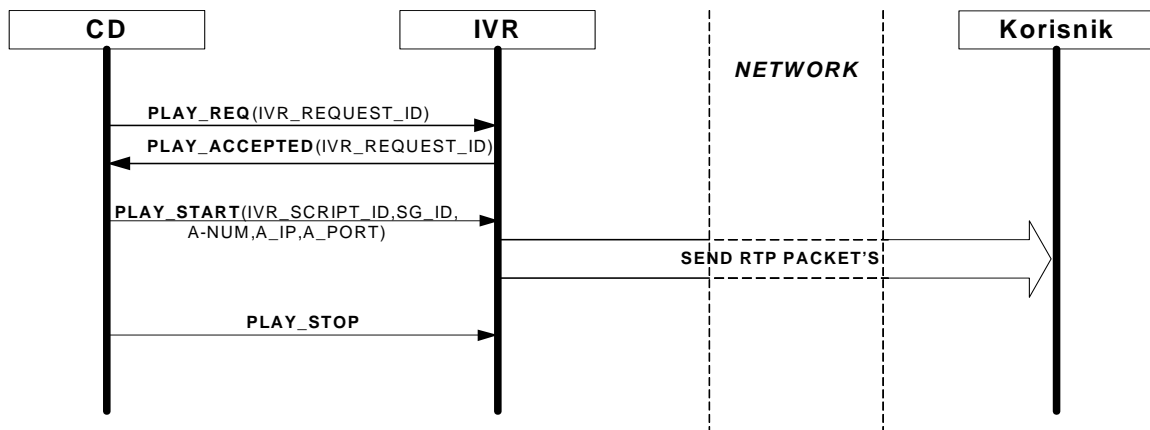 CD
IVR
Korisnik
NETWORK
PLAY_REQ(IVR_REQUEST_ID)
PLAY_ACCEPTED(IVR_REQUEST_ID)
PLAY_START(IVR_SCRIPT_ID,SG_ID,
A-NUM,A_IP,A_PORT)
SEND RTP PACKET'S
PLAY_STOP